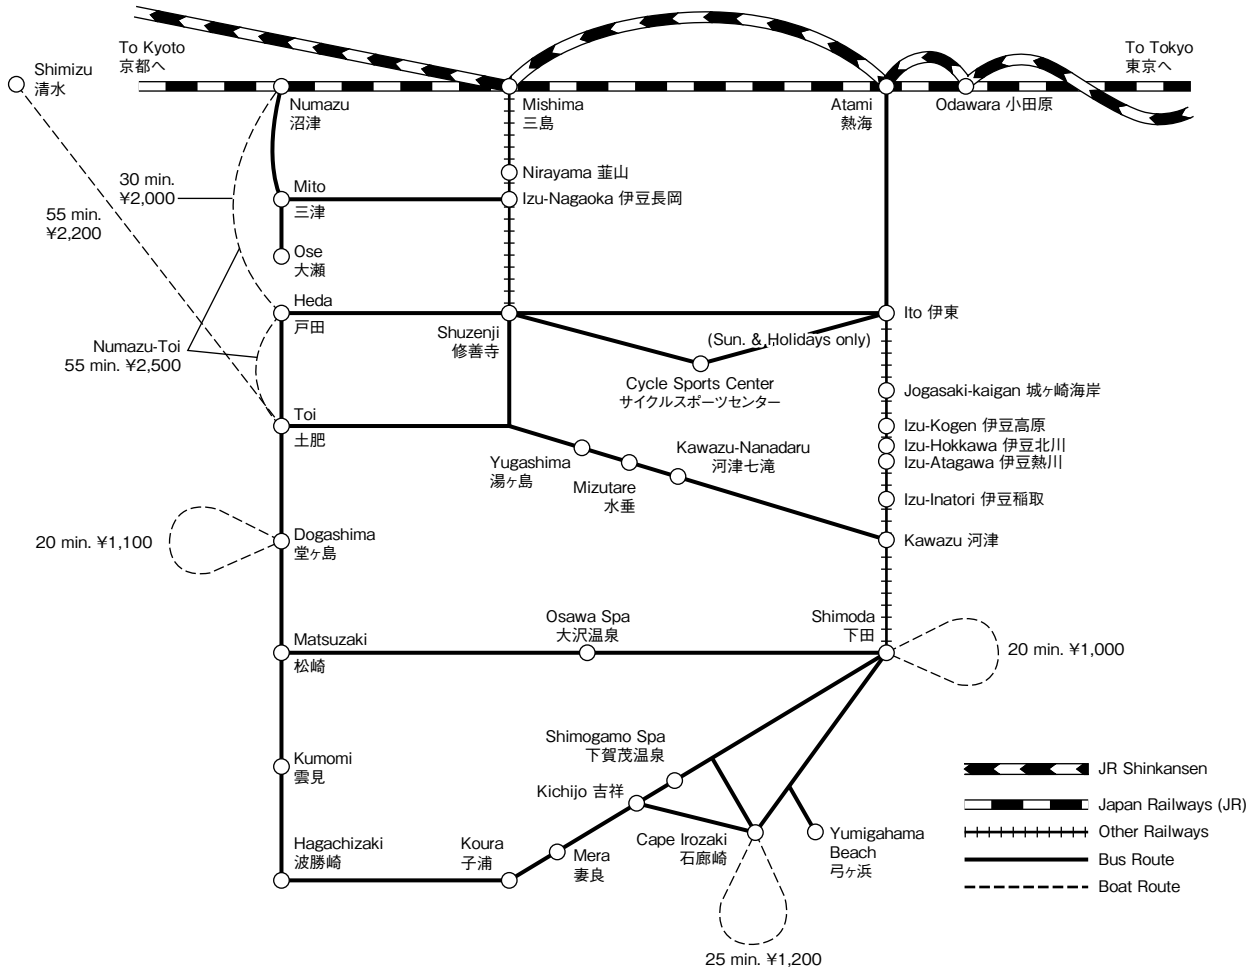 To Kyoto
京都へ
To Tokyo
東京へ
Shimizu
清水
Numazu
沼津
Mishima
三島
Atami
熱海
Odawara 小田原
Nirayama 韮山
30 min.
¥2,000
Mito
三津
Izu-Nagaoka 伊豆長岡
55 min.
¥2,200
Ose
大瀬
Heda
戸田
Shuzenji
修善寺
Ito 伊東
(Sun. & Holidays only)
Numazu-Toi
55 min. ¥2,500
Cycle Sports Center
サイクルスポーツセンター
Jogasaki-kaigan 城ヶ崎海岸
Toi
土肥
Izu-Kogen 伊豆高原
Izu-Hokkawa 伊豆北川
Izu-Atagawa 伊豆熱川
Yugashima
湯ヶ島
Mizutare
水垂
Kawazu-Nanadaru
河津七滝
Izu-Inatori 伊豆稲取
20 min. ¥1,100
Dogashima
堂ヶ島
Kawazu 河津
Matsuzaki
松崎
Osawa Spa
大沢温泉
Shimoda
下田
20 min. ¥1,000
Kumomi
雲見
Shimogamo Spa
下賀茂温泉
Kichijo 吉祥
Hagachizaki
波勝崎
Koura
子浦
Mera
妻良
Cape Irozaki
石廊崎
Yumigahama
Beach
弓ヶ浜
25 min. ¥1,200
JR Shinkansen
Japan Railways (JR)
Other Railways
Bus Route
Boat Route